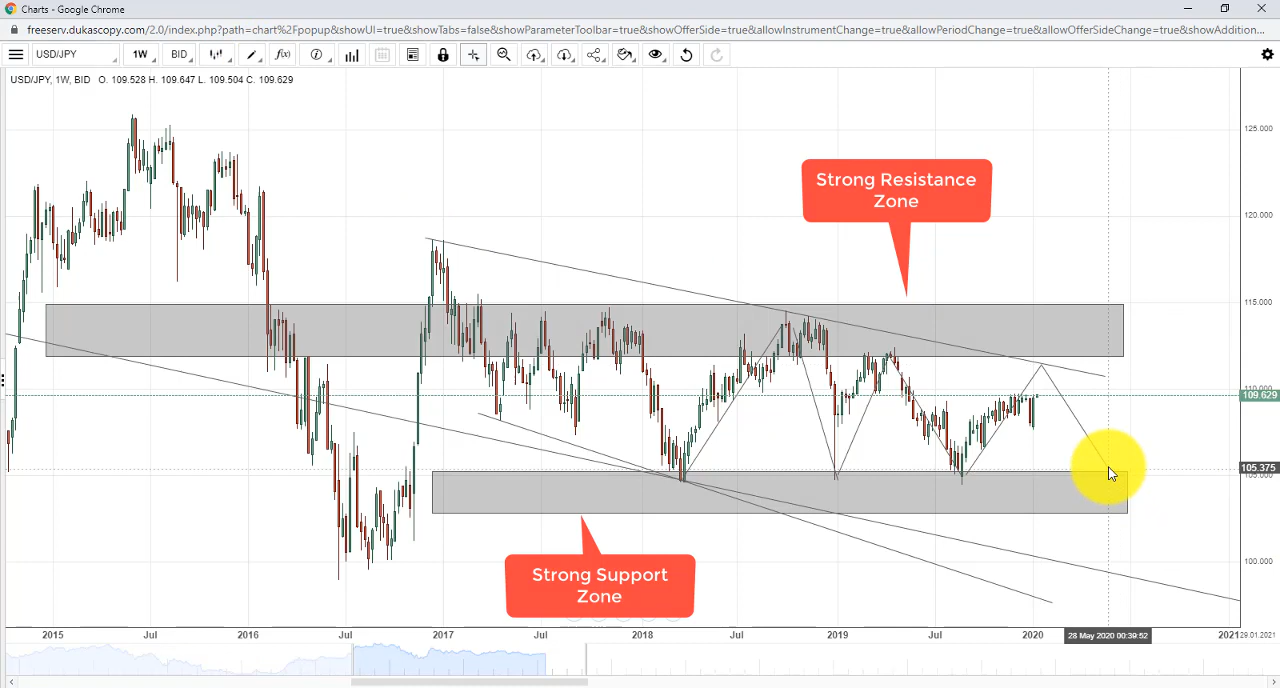 Charts - Google Chrome
freeserv.dukascopy.com/2.0/index.php?path=chart%2Fpopup&showUI=true&showTabs=false&showParameterToolbar=true&showOfferSide=true&allowInstrumentChange=true&allowPeriodChange=true&allowOfferSideChange=true&showAddition...
USD/JPY 1W BID f(x)
USD/JPY, 1W, BID O: 109.528 H: 109.647 L: 109.504 C: 109.629
125.000
Strong Resistance
Zone
120.000
115.000
110.000
109.629
105.375
105.000
Strong Support
Zone
100.000
2015 Jul 2016 Jul 2017 Jul 2018 Jul 2019 Jul 2020 28 May 2020 00:39:52 2021 29.01.2021